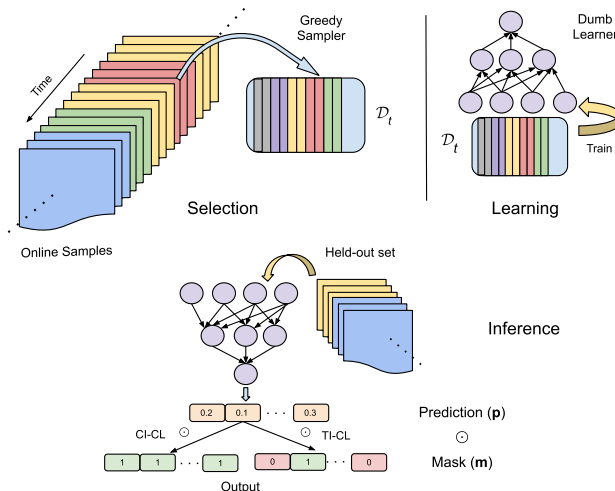 Greedy
Sampler
Time
𝒟t
Online Samples
Selection
Dumb
Learner
𝒟t
Train
Learning
Held-out set
Inference
0.2 0.1 · · · 0.3
CI-CL ⊙ ⊙ TI-CL
1 1 · · · 1
0 1 · · · 0
Output
Prediction (p)
⊙
Mask (m)